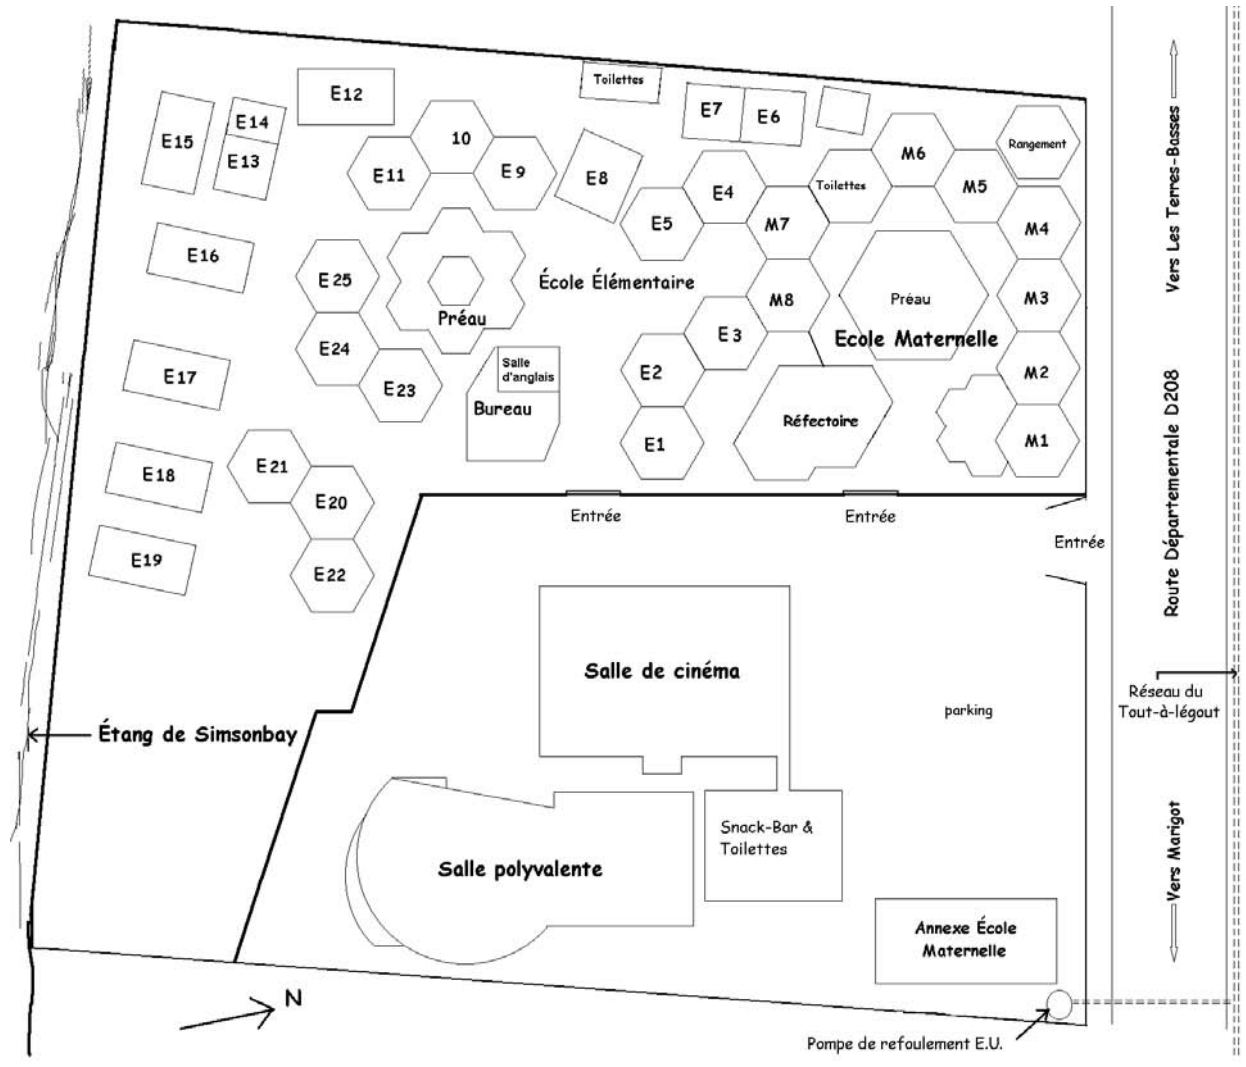 Toilettes
E12
E7
E6
E15
E14
E13
10
E11
E9
E8
M6
Rangement
E4
Toilettes
M5
E5
M7
M4
E16
E25
École Élémentaire
M8
Préau
M3
Préau
E3
Ecole Maternelle
E24
Salle
d'anglais
E2
M2
E17
E23
Bureau
Réfectoire
E1
M1
E21
E18
E20
Entrée
Entrée
Entrée
E19
E22
Vers Les Terres-Basses
Route Départementale D208
Vers Marigot
Salle de cinéma
Réseau du
Tout-à-légout
parking
Étang de Simsonbay
Snack-Bar &
Toilettes
Salle polyvalente
Annexe École
Maternelle
N
Pompe de refoulement E.U.